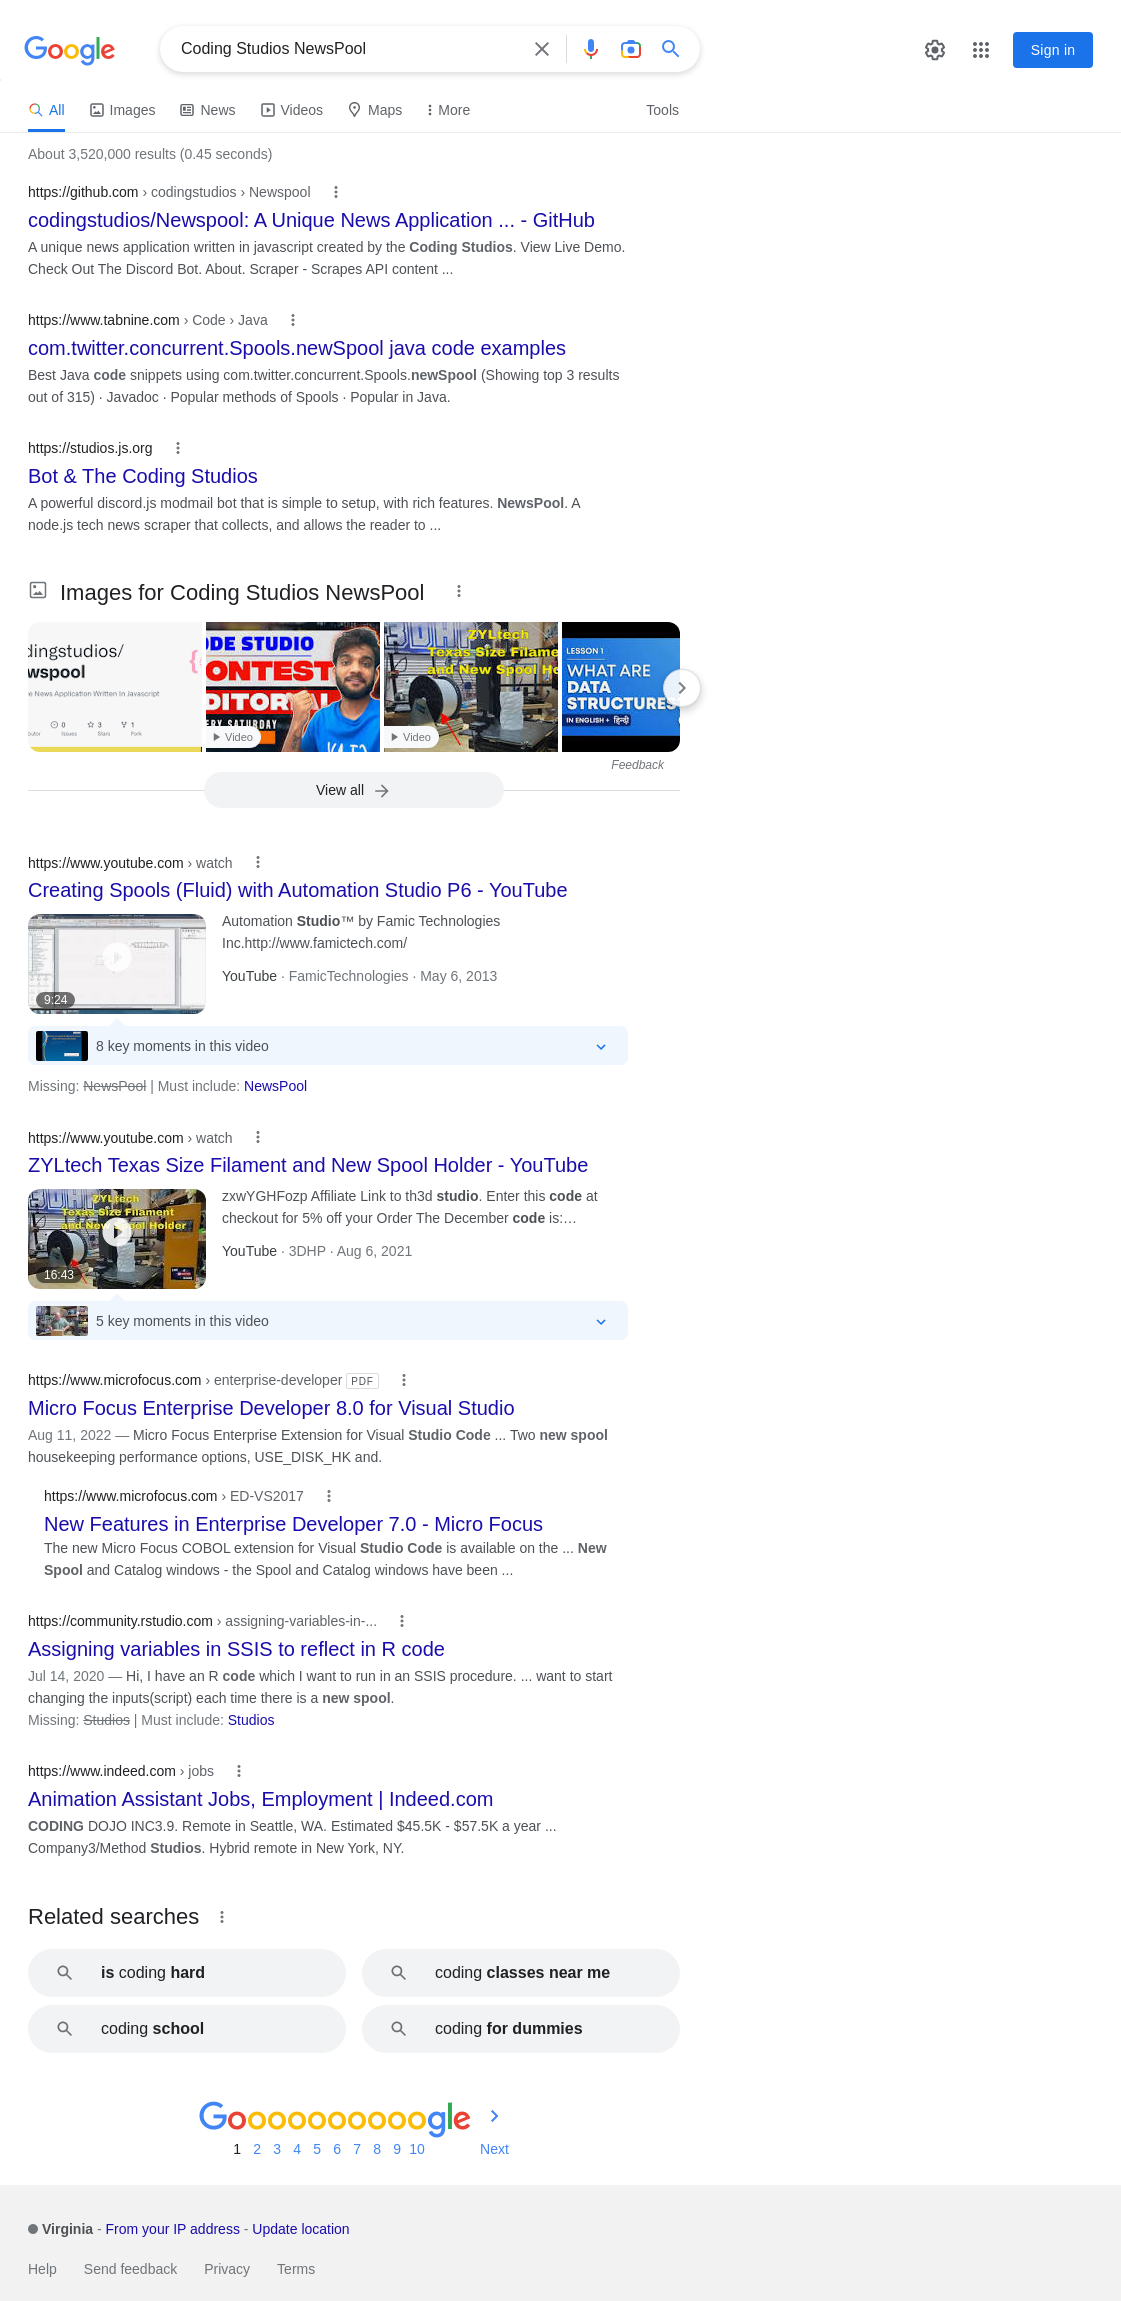 Google
Coding Studios NewsPool
Sign in
All
Images
News
Videos
Maps
More
Tools
About 3,520,000 results (0.45 seconds)
https://github.com › codingstudios › Newspool
codingstudios/Newspool: A Unique News Application ... - GitHub
A unique news application written in javascript created by the Coding Studios. View Live Demo.
Check Out The Discord Bot. About. Scraper - Scrapes API content ...
https://www.tabnine.com › Code › Java
com.twitter.concurrent.Spools.newSpool java code examples
Best Java code snippets using com.twitter.concurrent.Spools.newSpool (Showing top 3 results
out of 315) · Javadoc · Popular methods of Spools · Popular in Java.
https://studios.js.org
Bot & The Coding Studios
A powerful discord.js modmail bot that is simple to setup, with rich features. NewsPool. A
node.js tech news scraper that collects, and allows the reader to ...
Images for Coding Studios NewsPool
dingstudios/
wspool
e News Application Written In Javascript
0
3
1
Issues
Stars
Fork
ODE STUDIO
ONTEST
DITORIAL
ERY SATURDAY
Video
3DHP
ZYLtech
Texas Size Filame
and New Spool Ho
Video
LESSON 1
WHAT ARE
DATA
STRUCTURES
IN ENGLISH + हिन्दी
Feedback
View all
https://www.youtube.com › watch
Creating Spools (Fluid) with Automation Studio P6 - YouTube
Automation Studio™ by Famic Technologies
Inc.http://www.famictech.com/
YouTube · FamicTechnologies · May 6, 2013
9:24
8 key moments in this video
Missing: NewsPool | Must include: NewsPool
https://www.youtube.com › watch
ZYLtech Texas Size Filament and New Spool Holder - YouTube
ZYLtech
Texas Size Filament
and New Spool Holder
16:43
zxwYGHFozp Affiliate Link to th3d studio. Enter this code at
checkout for 5% off your Order The December code is:…
YouTube · 3DHP · Aug 6, 2021
5 key moments in this video
https://www.microfocus.com › enterprise-developer PDF
Micro Focus Enterprise Developer 8.0 for Visual Studio
Aug 11, 2022 — Micro Focus Enterprise Extension for Visual Studio Code ... Two new spool
housekeeping performance options, USE_DISK_HK and.
https://www.microfocus.com › ED-VS2017
New Features in Enterprise Developer 7.0 - Micro Focus
The new Micro Focus COBOL extension for Visual Studio Code is available on the ... New
Spool and Catalog windows - the Spool and Catalog windows have been ...
https://community.rstudio.com › assigning-variables-in-...
Assigning variables in SSIS to reflect in R code
Jul 14, 2020 — Hi, I have an R code which I want to run in an SSIS procedure. ... want to start
changing the inputs(script) each time there is a new spool.
Missing: Studios | Must include: Studios
https://www.indeed.com › jobs
Animation Assistant Jobs, Employment | Indeed.com
CODING DOJO INC3.9. Remote in Seattle, WA. Estimated $45.5K - $57.5K a year ...
Company3/Method Studios. Hybrid remote in New York, NY.
Related searches
is coding hard
coding classes near me
coding school
coding for dummies
Goooooooooogle
1 2 3 4 5 6 7 8 9 10 Next
Virginia - From your IP address - Update location
Help Send feedback Privacy Terms